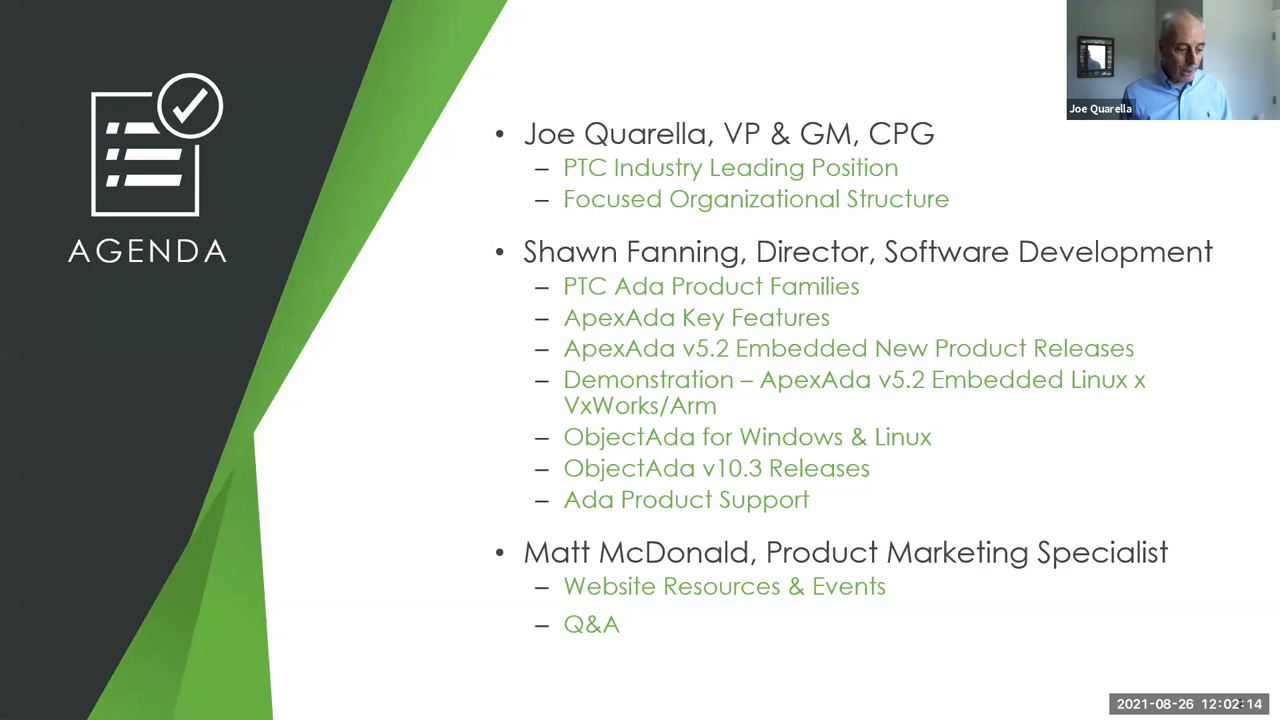 AGENDA
• Joe Quarella, VP & GM, CPG
– PTC Industry Leading Position
– Focused Organizational Structure
• Shawn Fanning, Director, Software Development
– PTC Ada Product Families
– ApexAda Key Features
– ApexAda v5.2 Embedded New Product Releases
– Demonstration – ApexAda v5.2 Embedded Linux x
VxWorks/Arm
– ObjectAda for Windows & Linux
– ObjectAda v10.3 Releases
– Ada Product Support
• Matt McDonald, Product Marketing Specialist
– Website Resources & Events
– Q&A
Joe Quarella
2021-08-26 12:02:14